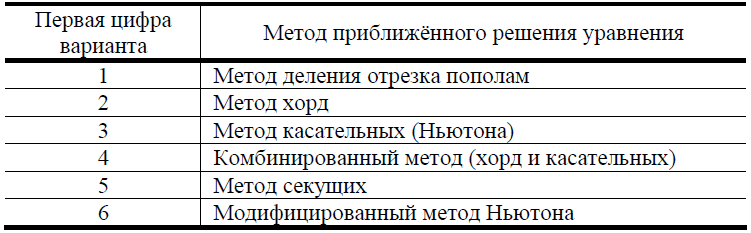 Первая цифра
варианта
Метод приближённого решения уравнения
1 Метод деления отрезка пополам
2 Метод хорд
3 Метод касательных (Ньютона)
4 Комбинированный метод (хорд и касательных)
5 Метод секущих
6 Модифицированный метод Ньютона